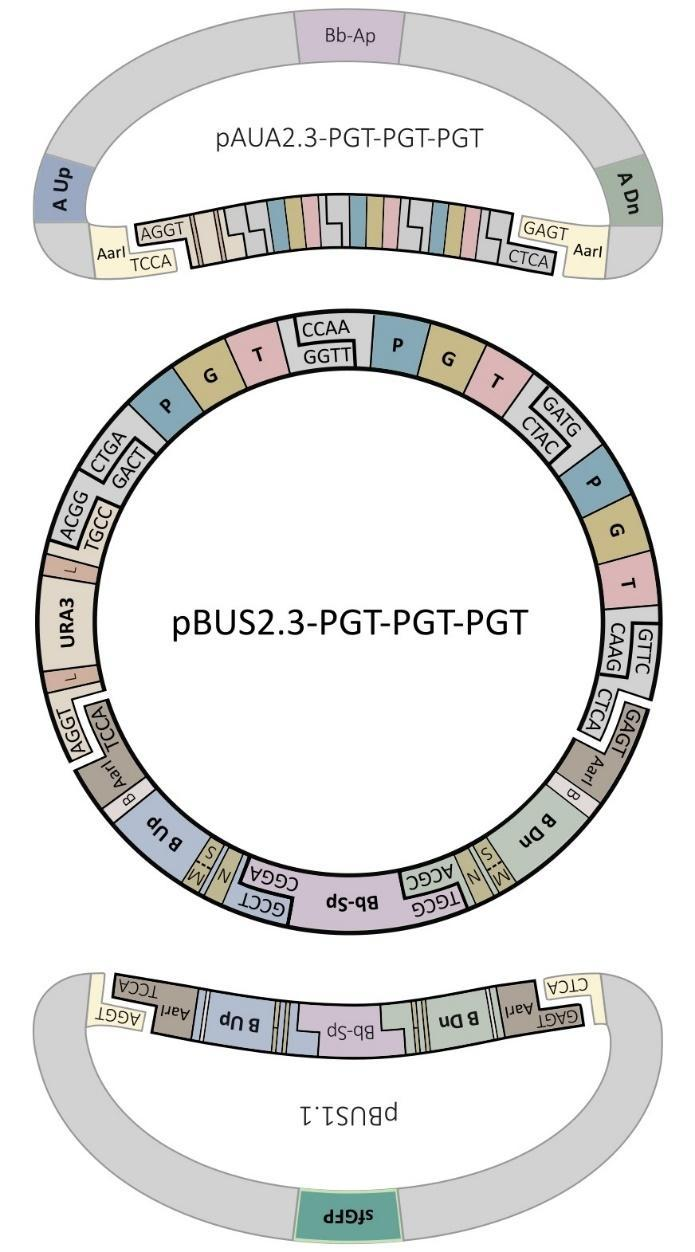 Bb-Ap
pAUA2.3-PGT-PGT-PGT
A Up
A Dn
AarI
AGGT
TCCA
GAGT
CTCA
AarI
CCAA
GGTT
P
G
T
P
G
T
GATG
CTAC
P
G
T
GTTC
CAAG
CTCA
GAGT
AarI
B
B Dn
M
S
N
ACGC
TGCG
Bb-Sp
CGGA
GCCT
N
S
M
B Up
B
AarI
TCCA
AGGT
L
URA3
L
TGCC
ACGG
GACT
CTGA
pBUS2.3-PGT-PGT-PGT
TCCA
AGGT
AarI
B Up
Bb-Sp
B Dn
AarI
GAGT
CTCA
pBUS1.1
sfGFP